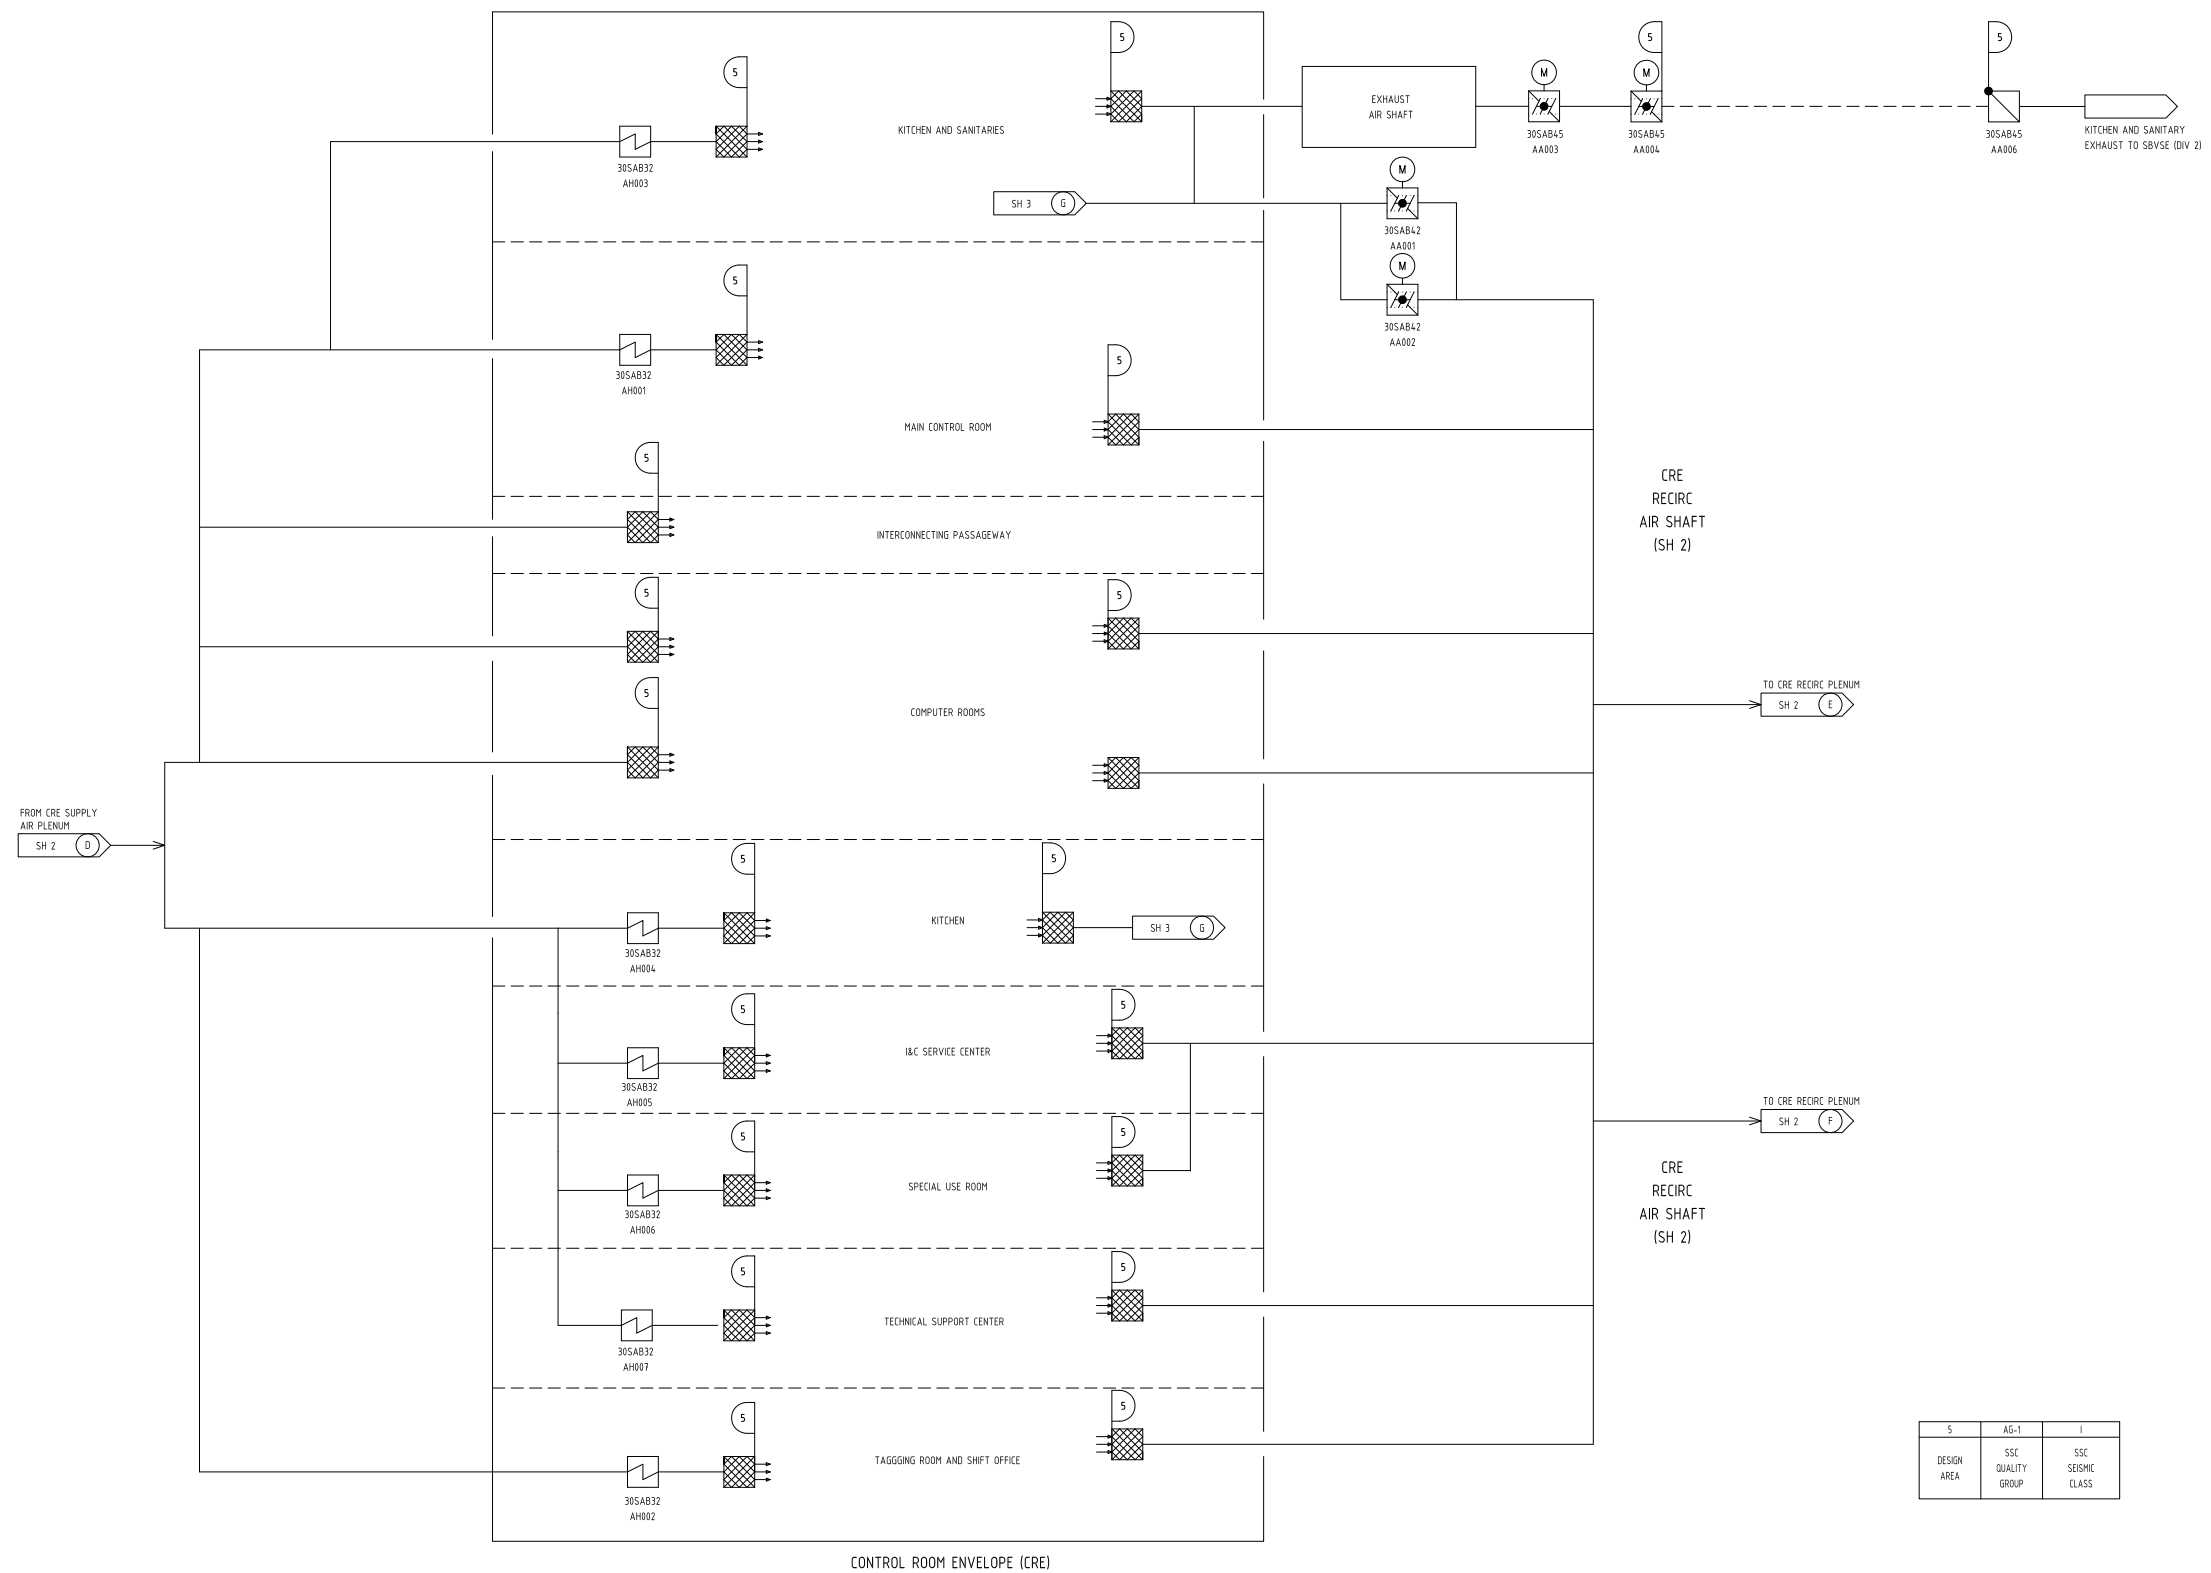 5
5
5
M
M
5
EXHAUST
AIR SHAFT
KITCHEN AND SANITARIES
30SAB45
AA003
30SAB45
AA004
30SAB45
AA006
KITCHEN AND SANITARY
EXHAUST TO SBVSE (DIV 2)
30SAB32
AH003
M
SH 3 G
30SAB42
AA001
M
5
30SAB42
AA002
30SAB32
AH001
5
MAIN CONTROL ROOM
5
CRE
RECIRC
AIR SHAFT
(SH 2)
INTERCONNECTING PASSAGEWAY
5
5
5
COMPUTER ROOMS
TO CRE RECIRC PLENUM
SH 2 E
FROM CRE SUPPLY
AIR PLENUM
SH 2 D
5
5
KITCHEN
SH 3 G
30SAB32
AH004
5
5
I&C SERVICE CENTER
30SAB32
AH005
TO CRE RECIRC PLENUM
SH 2 F
5
5
CRE
RECIRC
AIR SHAFT
(SH 2)
SPECIAL USE ROOM
30SAB32
AH006
5
5
TECHNICAL SUPPORT CENTER
30SAB32
AH007
5
5
TAGGGING ROOM AND SHIFT OFFICE
30SAB32
AH002
5 AG-1 I
DESIGN
AREA
SSC
QUALITY
GROUP
SSC
SEISMIC
CLASS
CONTROL ROOM ENVELOPE (CRE)